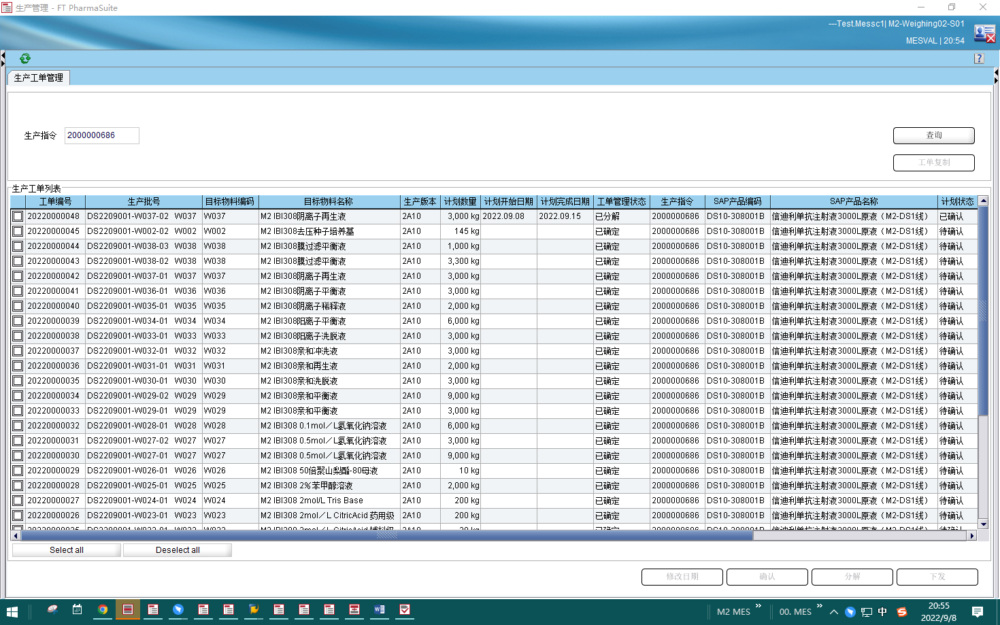 生产管理 - FT PharmaSuite
---Test.Messc1| M2-Weighing02-S01
MESVAL | 20:54
生产工单管理
生产指令 2000000686 查询
工单复制
生产工单列表
工单编号 生产批号 目标物料编码 目标物料名称 生产版本 计划数量 计划开始日期 计划完成日期 工单管理状态 生产指令 SAP产品编码 SAP产品名称 计划状态
20220000048 DS2209001-W037-02 W037 W037 M2 IBI308阴离子再生液 2A10 3,000 kg 2022.09.08 2022.09.15 已分解 2000000686 DS10-308001B 信迪利单抗注射液3000L原液（M2-DS1线） 已确认
20220000045 DS2209001-W002-02 W002 W002 M2 IBI308去压种子培养基 2A10 145 kg 已确定 2000000686 DS10-308001B 信迪利单抗注射液3000L原液（M2-DS1线） 待确认
20220000044 DS2209001-W038-03 W038 W038 M2 IBI308膜过滤平衡液 2A10 1,000 kg 已确定 2000000686 DS10-308001B 信迪利单抗注射液3000L原液（M2-DS1线） 待确认
20220000043 DS2209001-W038-02 W038 W038 M2 IBI308膜过滤平衡液 2A10 3,300 kg 已确定 2000000686 DS10-308001B 信迪利单抗注射液3000L原液（M2-DS1线） 待确认
20220000042 DS2209001-W037-01 W037 W037 M2 IBI308阴离子再生液 2A10 3,000 kg 已确定 2000000686 DS10-308001B 信迪利单抗注射液3000L原液（M2-DS1线） 待确认
20220000041 DS2209001-W036-01 W036 W036 M2 IBI308阴离子平衡液 2A10 3,000 kg 已确定 2000000686 DS10-308001B 信迪利单抗注射液3000L原液（M2-DS1线） 待确认
20220000040 DS2209001-W035-01 W035 W035 M2 IBI308阴离子稀释液 2A10 2,000 kg 已确定 2000000686 DS10-308001B 信迪利单抗注射液3000L原液（M2-DS1线） 待确认
20220000039 DS2209001-W034-01 W034 W034 M2 IBI308阳离子平衡液 2A10 6,000 kg 已确定 2000000686 DS10-308001B 信迪利单抗注射液3000L原液（M2-DS1线） 待确认
20220000038 DS2209001-W033-01 W033 W033 M2 IBI308阳离子洗脱液 2A10 3,000 kg 已确定 2000000686 DS10-308001B 信迪利单抗注射液3000L原液（M2-DS1线） 待确认
20220000037 DS2209001-W032-01 W032 W032 M2 IBI308亲和冲洗液 2A10 3,000 kg 已确定 2000000686 DS10-308001B 信迪利单抗注射液3000L原液（M2-DS1线） 待确认
20220000036 DS2209001-W031-01 W031 W031 M2 IBI308亲和再生液 2A10 2,000 kg 已确定 2000000686 DS10-308001B 信迪利单抗注射液3000L原液（M2-DS1线） 待确认
20220000035 DS2209001-W030-01 W030 W030 M2 IBI308亲和洗脱液 2A10 3,000 kg 已确定 2000000686 DS10-308001B 信迪利单抗注射液3000L原液（M2-DS1线） 待确认
20220000034 DS2209001-W029-02 W029 W029 M2 IBI308亲和平衡液 2A10 9,000 kg 已确定 2000000686 DS10-308001B 信迪利单抗注射液3000L原液（M2-DS1线） 待确认
20220000033 DS2209001-W029-01 W029 W029 M2 IBI308亲和平衡液 2A10 3,000 kg 已确定 2000000686 DS10-308001B 信迪利单抗注射液3000L原液（M2-DS1线） 待确认
20220000032 DS2209001-W028-01 W028 W028 M2 IBI308 0.1mol／L氢氧化钠溶液 2A10 6,000 kg 已确定 2000000686 DS10-308001B 信迪利单抗注射液3000L原液（M2-DS1线） 待确认
20220000031 DS2209001-W027-02 W027 W027 M2 IBI308 0.5mol／L氢氧化钠溶液 2A10 3,000 kg 已确定 2000000686 DS10-308001B 信迪利单抗注射液3000L原液（M2-DS1线） 待确认
20220000030 DS2209001-W027-01 W027 W027 M2 IBI308 0.5mol／L氢氧化钠溶液 2A10 9,000 kg 已确定 2000000686 DS10-308001B 信迪利单抗注射液3000L原液（M2-DS1线） 待确认
20220000029 DS2209001-W026-01 W026 W026 M2 IBI308 50倍聚山梨酯-80母液 2A10 10 kg 已确定 2000000686 DS10-308001B 信迪利单抗注射液3000L原液（M2-DS1线） 待确认
20220000028 DS2209001-W025-01 W025 W025 M2 IBI308 2%苯甲醇溶液 2A10 2,000 kg 已确定 2000000686 DS10-308001B 信迪利单抗注射液3000L原液（M2-DS1线） 待确认
20220000027 DS2209001-W024-01 W024 W024 M2 IBI308 2mol/L Tris Base 2A10 200 kg 已确定 2000000686 DS10-308001B 信迪利单抗注射液3000L原液（M2-DS1线） 待确认
20220000026 DS2209001-W023-01 W023 W023 M2 IBI308 2mol／L CitricAcid 药用级 2A10 200 kg 已确定 2000000686 DS10-308001B 信迪利单抗注射液3000L原液（M2-DS1线） 待确认
Select all Deselect all
修改日期 确认 分解 下发
M2 MES 00. MES 中 20:55
2022/9/8